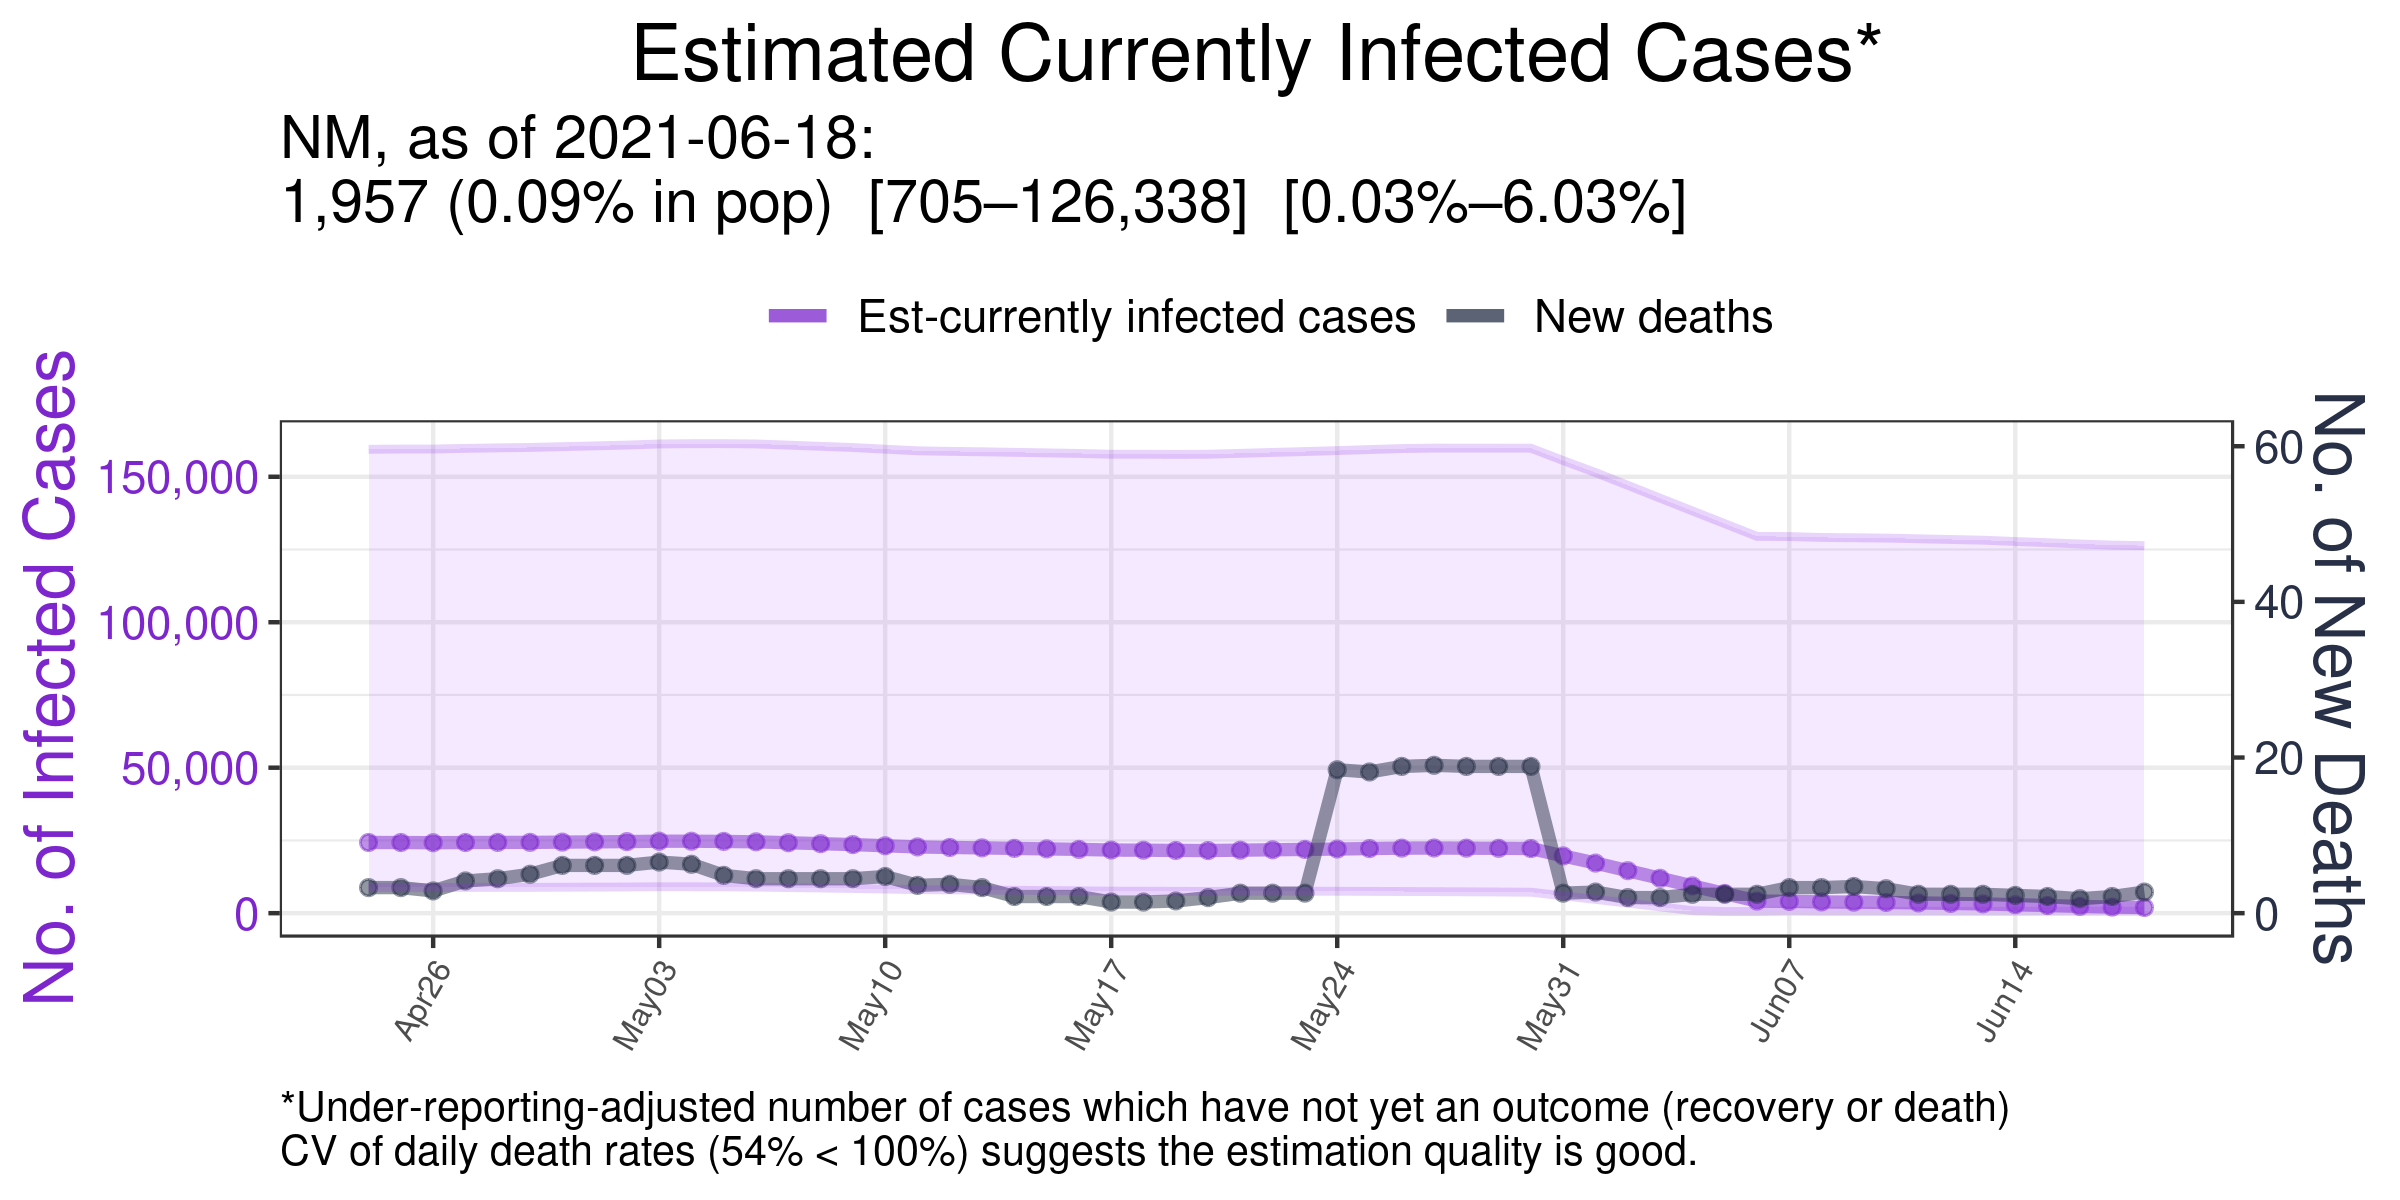 Estimated Currently Infected Cases*
NM, as of 2021-06-18:
1,957 (0.09% in pop)  [705–126,338]  [0.03%–6.03%]
Est-currently infected cases
New deaths
No. of Infected Cases
150,000
100,000
50,000
0
60
40
20
0
No. of New Deaths
Apr26
May03
May10
May17
May24
May31
Jun07
Jun14
*Under-reporting-adjusted number of cases which have not yet an outcome (recovery or death)
CV of daily death rates (54% < 100%) suggests the estimation quality is good.